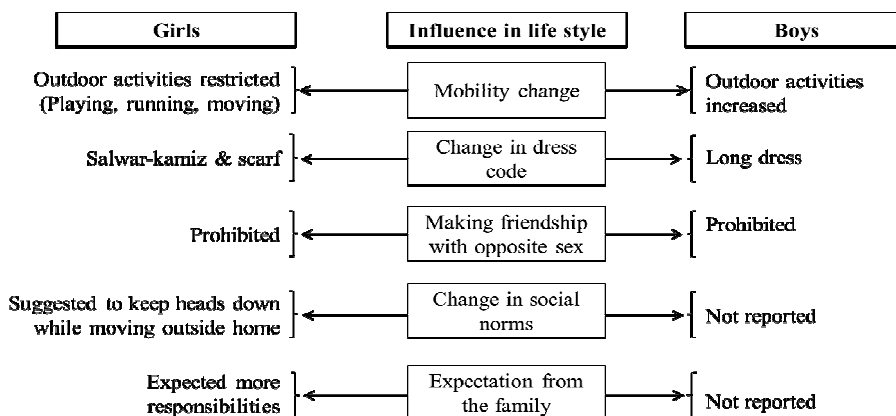 Girls
Influence in life style
Boys
Outdoor activities restricted
(Playing, running, moving)
Mobility change
Outdoor activities
increased
Salwar-kamiz & scarf
Change in dress
code
Long dress
Prohibited
Making friendship
with opposite sex
Prohibited
Suggested to keep heads down
while moving outside home
Change in social
norms
Not reported
Expected more
responsibilities
Expectation from
the family
Not reported